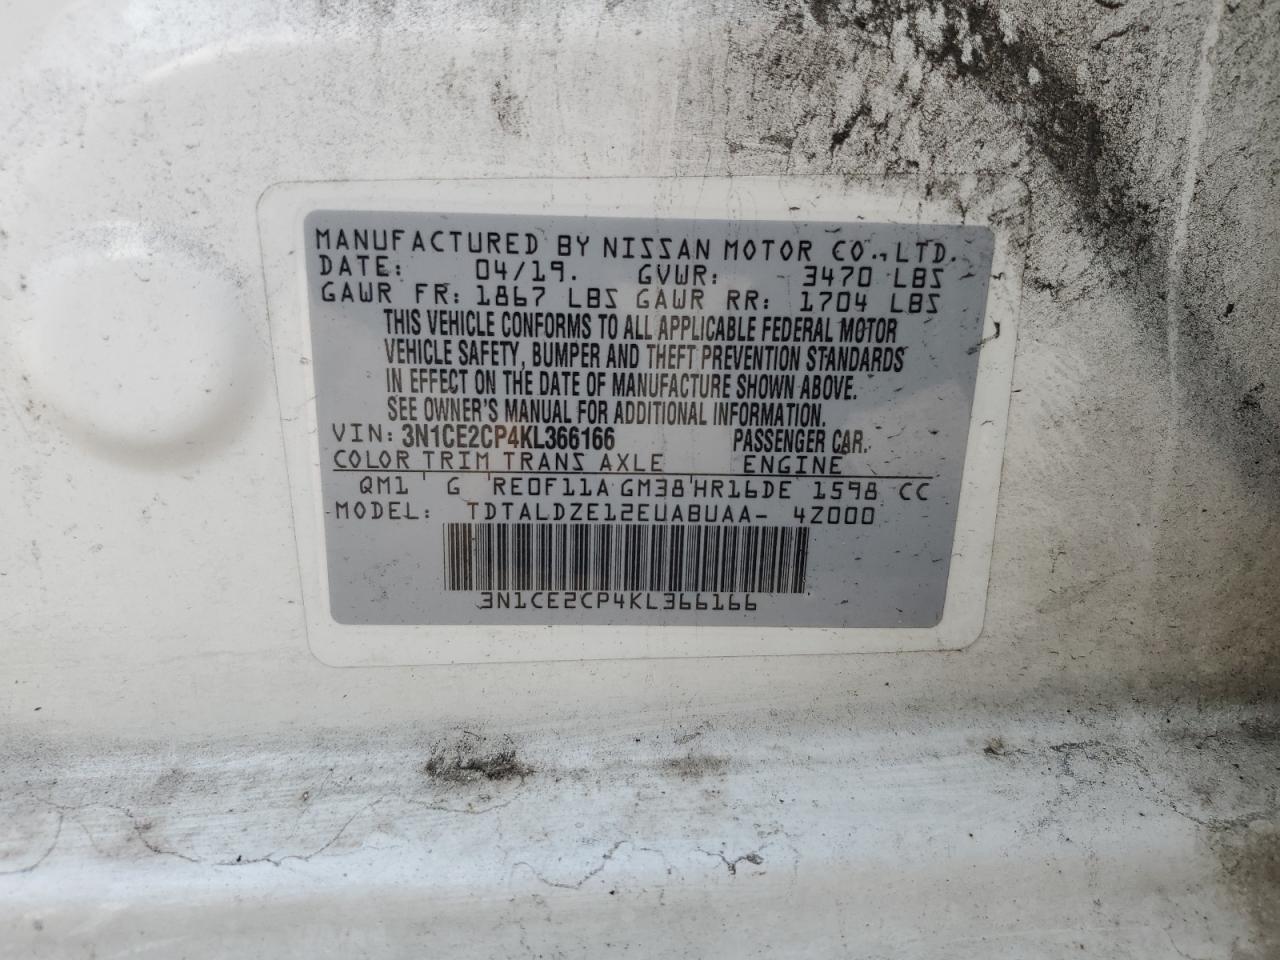 MANUFACTURED BY NISSAN MOTOR CO.,LTD.
DATE: 04/19. GVWR: 3470 LBS
GAWR FR: 1867 LBS GAWR RR: 1704 LBS
THIS VEHICLE CONFORMS TO ALL APPLICABLE FEDERAL MOTOR
VEHICLE SAFETY, BUMPER AND THEFT PREVENTION STANDARDS
IN EFFECT ON THE DATE OF MANUFACTURE SHOWN ABOVE.
SEE OWNER'S MANUAL FOR ADDITIONAL INFORMATION.
VIN: 3N1CE2CP4KL366166 PASSENGER CAR.
COLOR TRIM TRANS AXLE ENGINE
QM1 ' G ' RE0F11A GM38'HR16DE 1598 CC
MODEL: TDTALDZE12EUABUAA- 4Z000
3N1CE2CP4KL366166